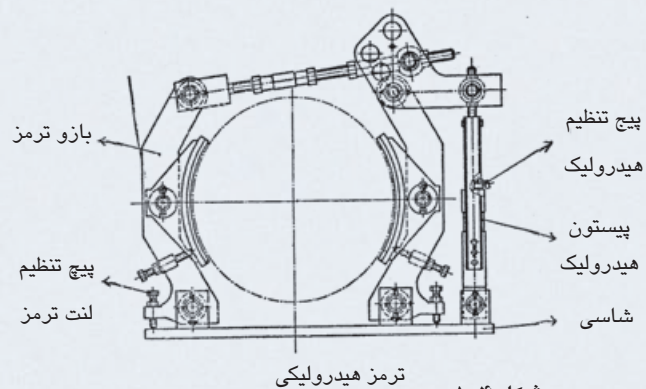 پیچ تنظیم
هیدرولیک
بازو ترمز
پیستون
هیدرولیک
پیچ تنظیم
لنت ترمز
شاسی
ترمز هیدرولیکی